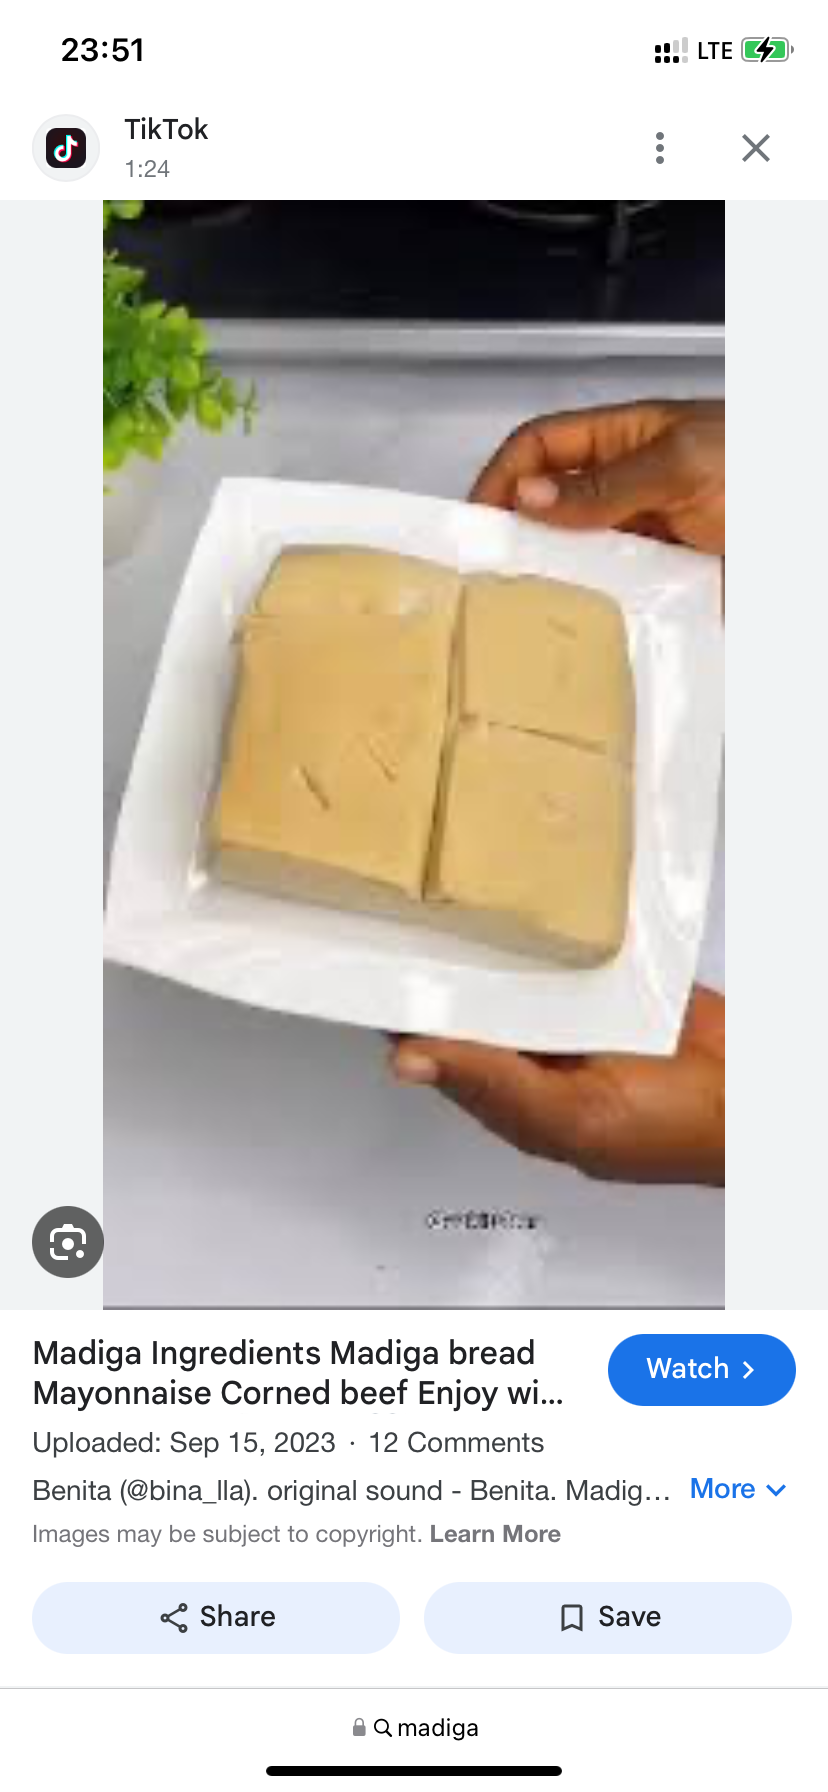 23:51
LTE
TikTok
1:24
Madiga Ingredients Madiga bread
Mayonnaise Corned beef Enjoy wi...
Watch
Uploaded: Sep 15, 2023 · 12 Comments
Benita (@bina_lla). original sound - Benita. Madig...
More
Images may be subject to copyright. Learn More
Share
Save
madiga